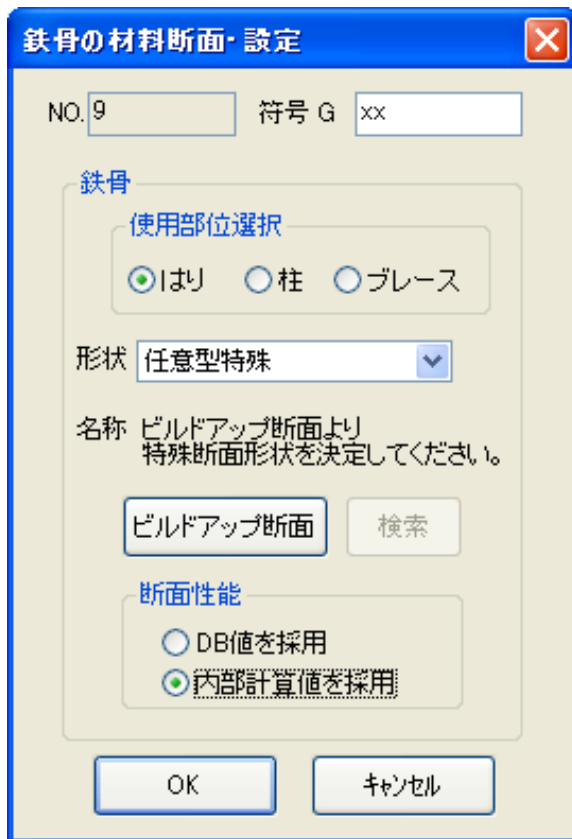 鉄骨の材料断面・設定
NO. 9 符号 G xx
鉄骨
使用部位選択
はり 柱 ブレース
形状 任意型特殊
名称 ビルドアップ断面より
特殊断面形状を決定してください。
ビルドアップ断面 検索
断面性能
DB値を採用
内部計算値を採用
OK キャンセル